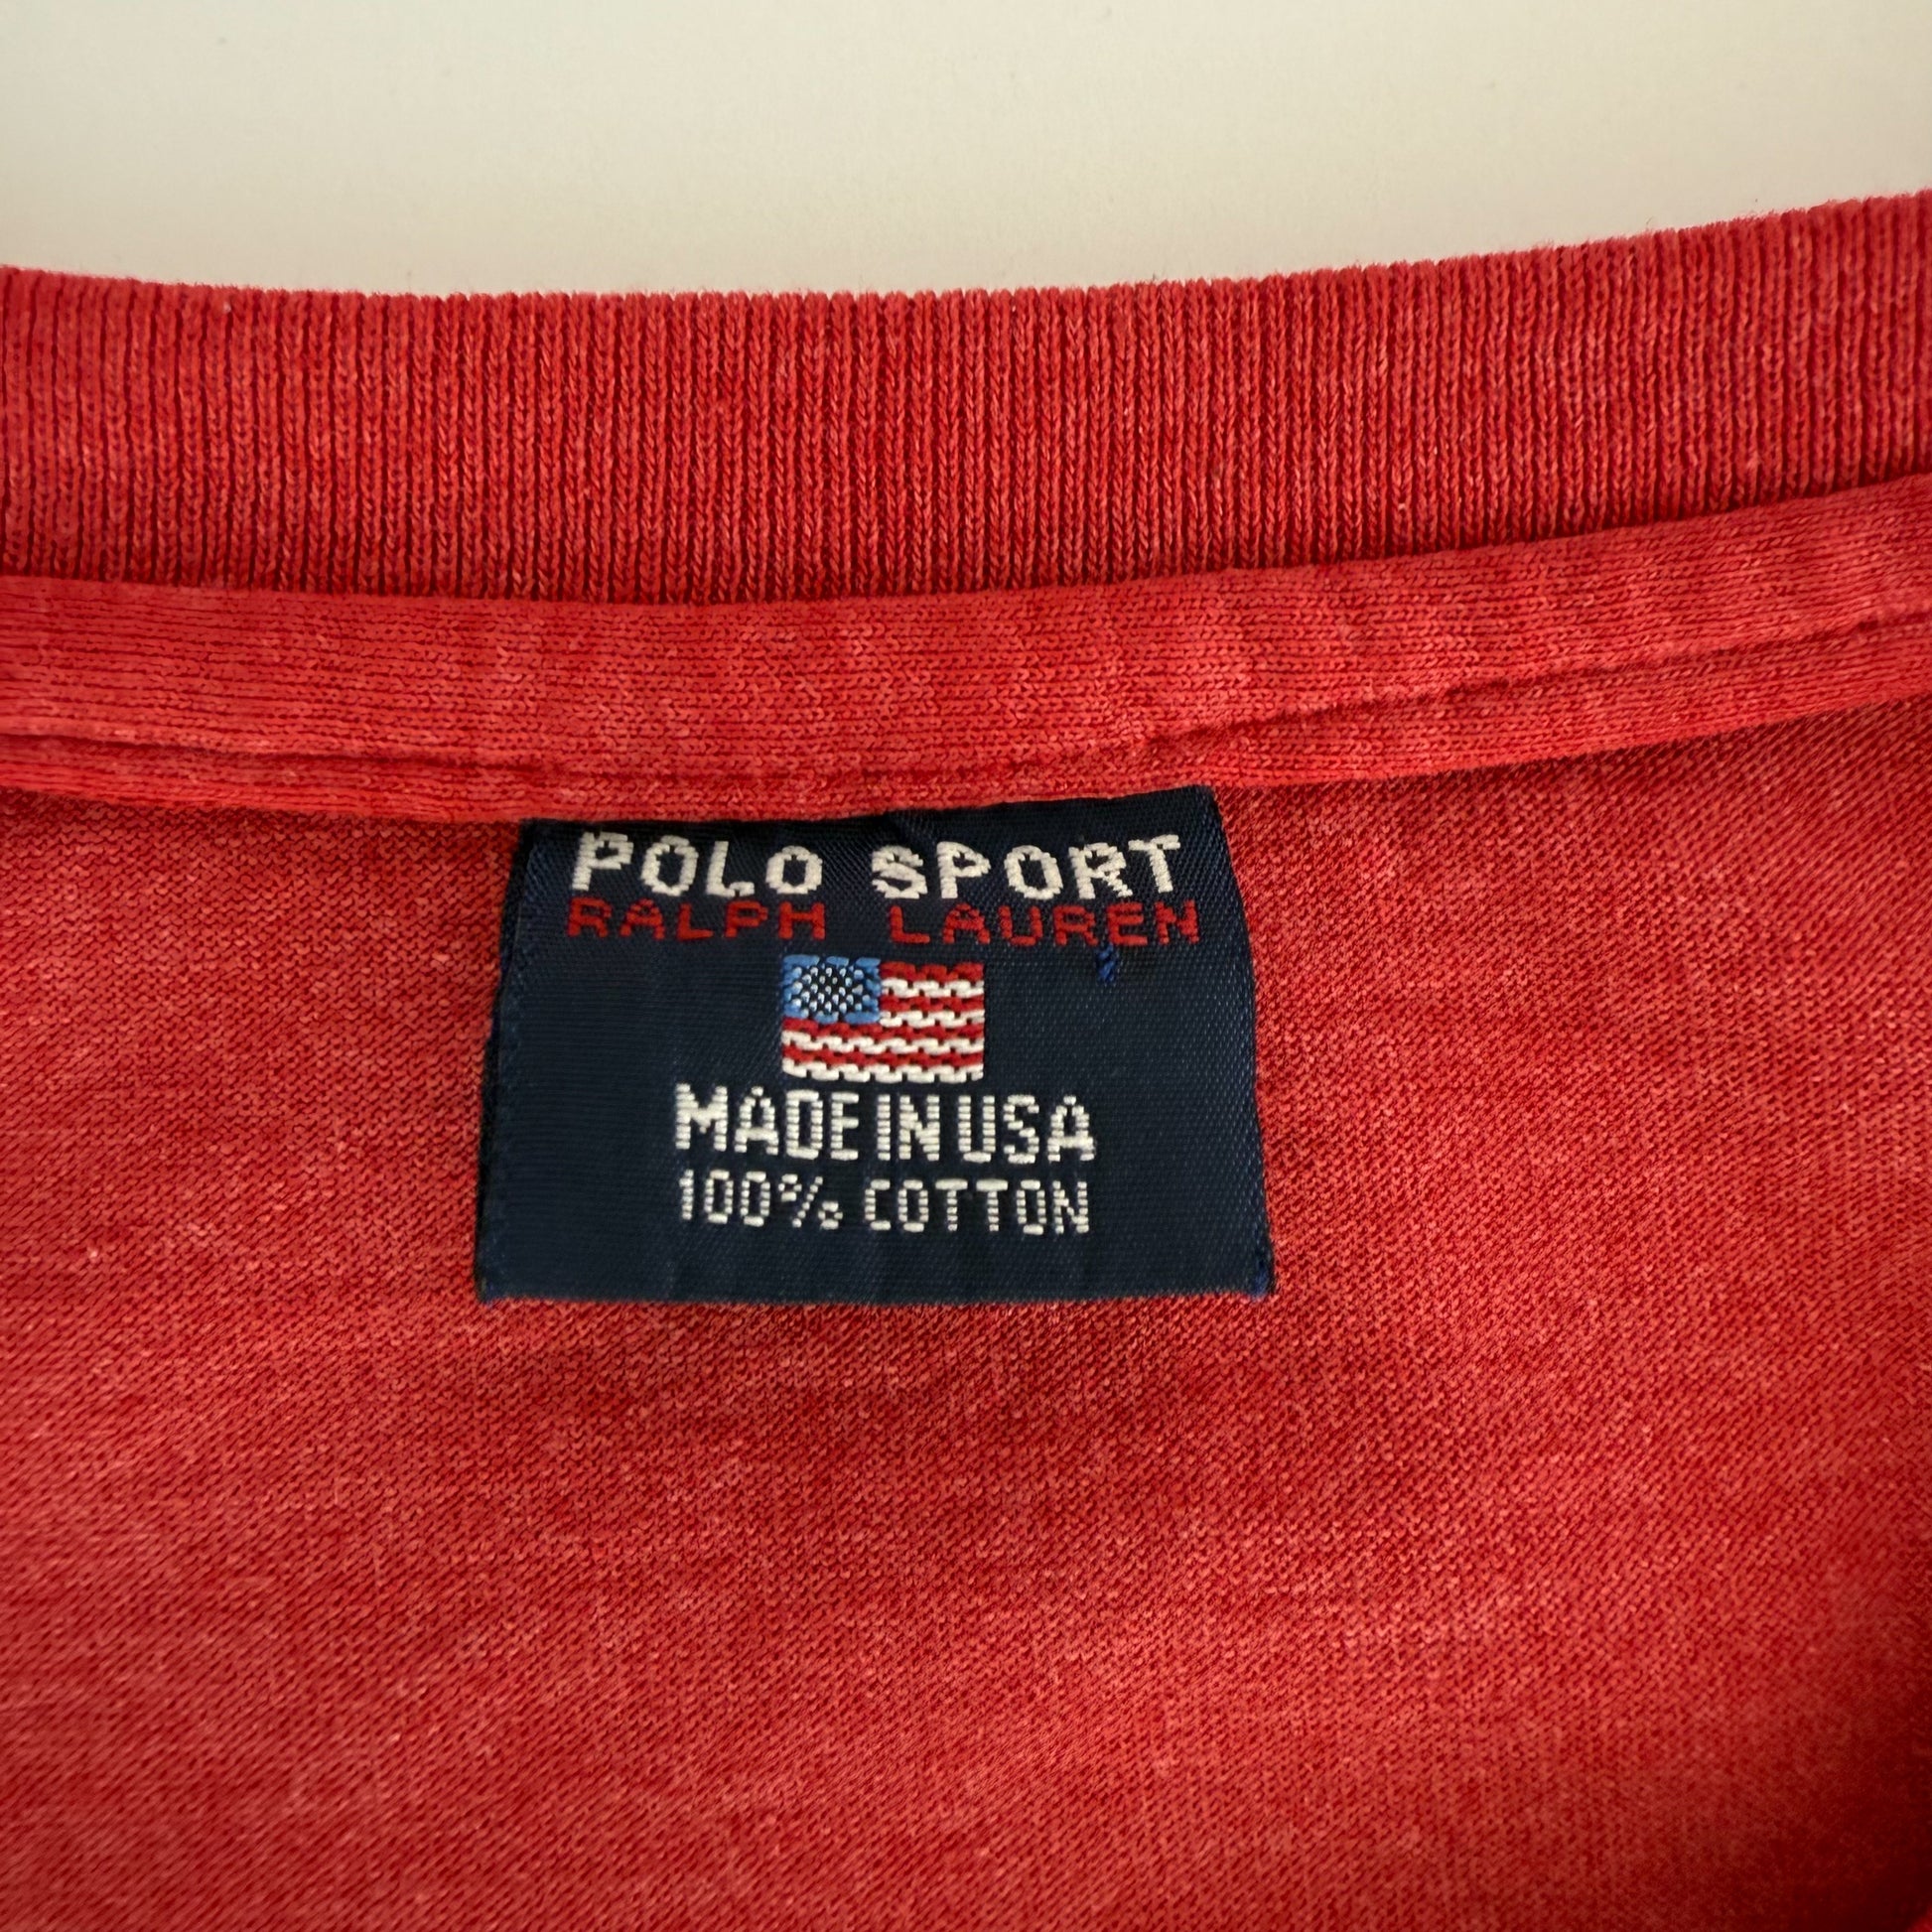 POLO SPORT
RALPH LAUREN
MADE IN USA
100% COTTON